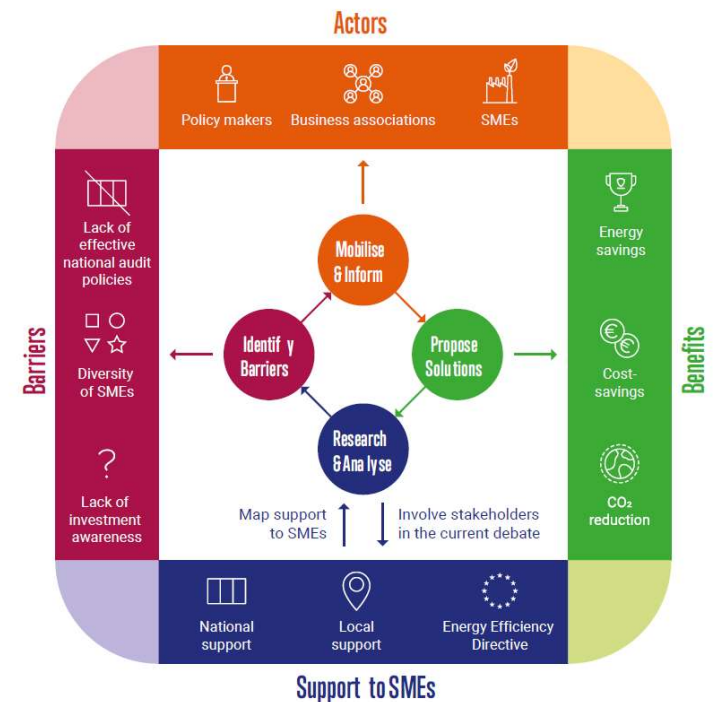 Actors
Policy makers
Business associations
SMEs
Barriers
Lack of
effective
national audit
policies
Diversity
of SMEs
Lack of
investment
awareness
Mobilise
& Inform
Identif y
Barriers
Propose
Solutions
Research
& Analyse
Map support
to SMEs
Involve stakeholders
in the current debate
Energy
savings
Cost-
savings
CO₂
reduction
Benefits
National
support
Local
support
Energy Efficiency
Directive
Support to SMEs